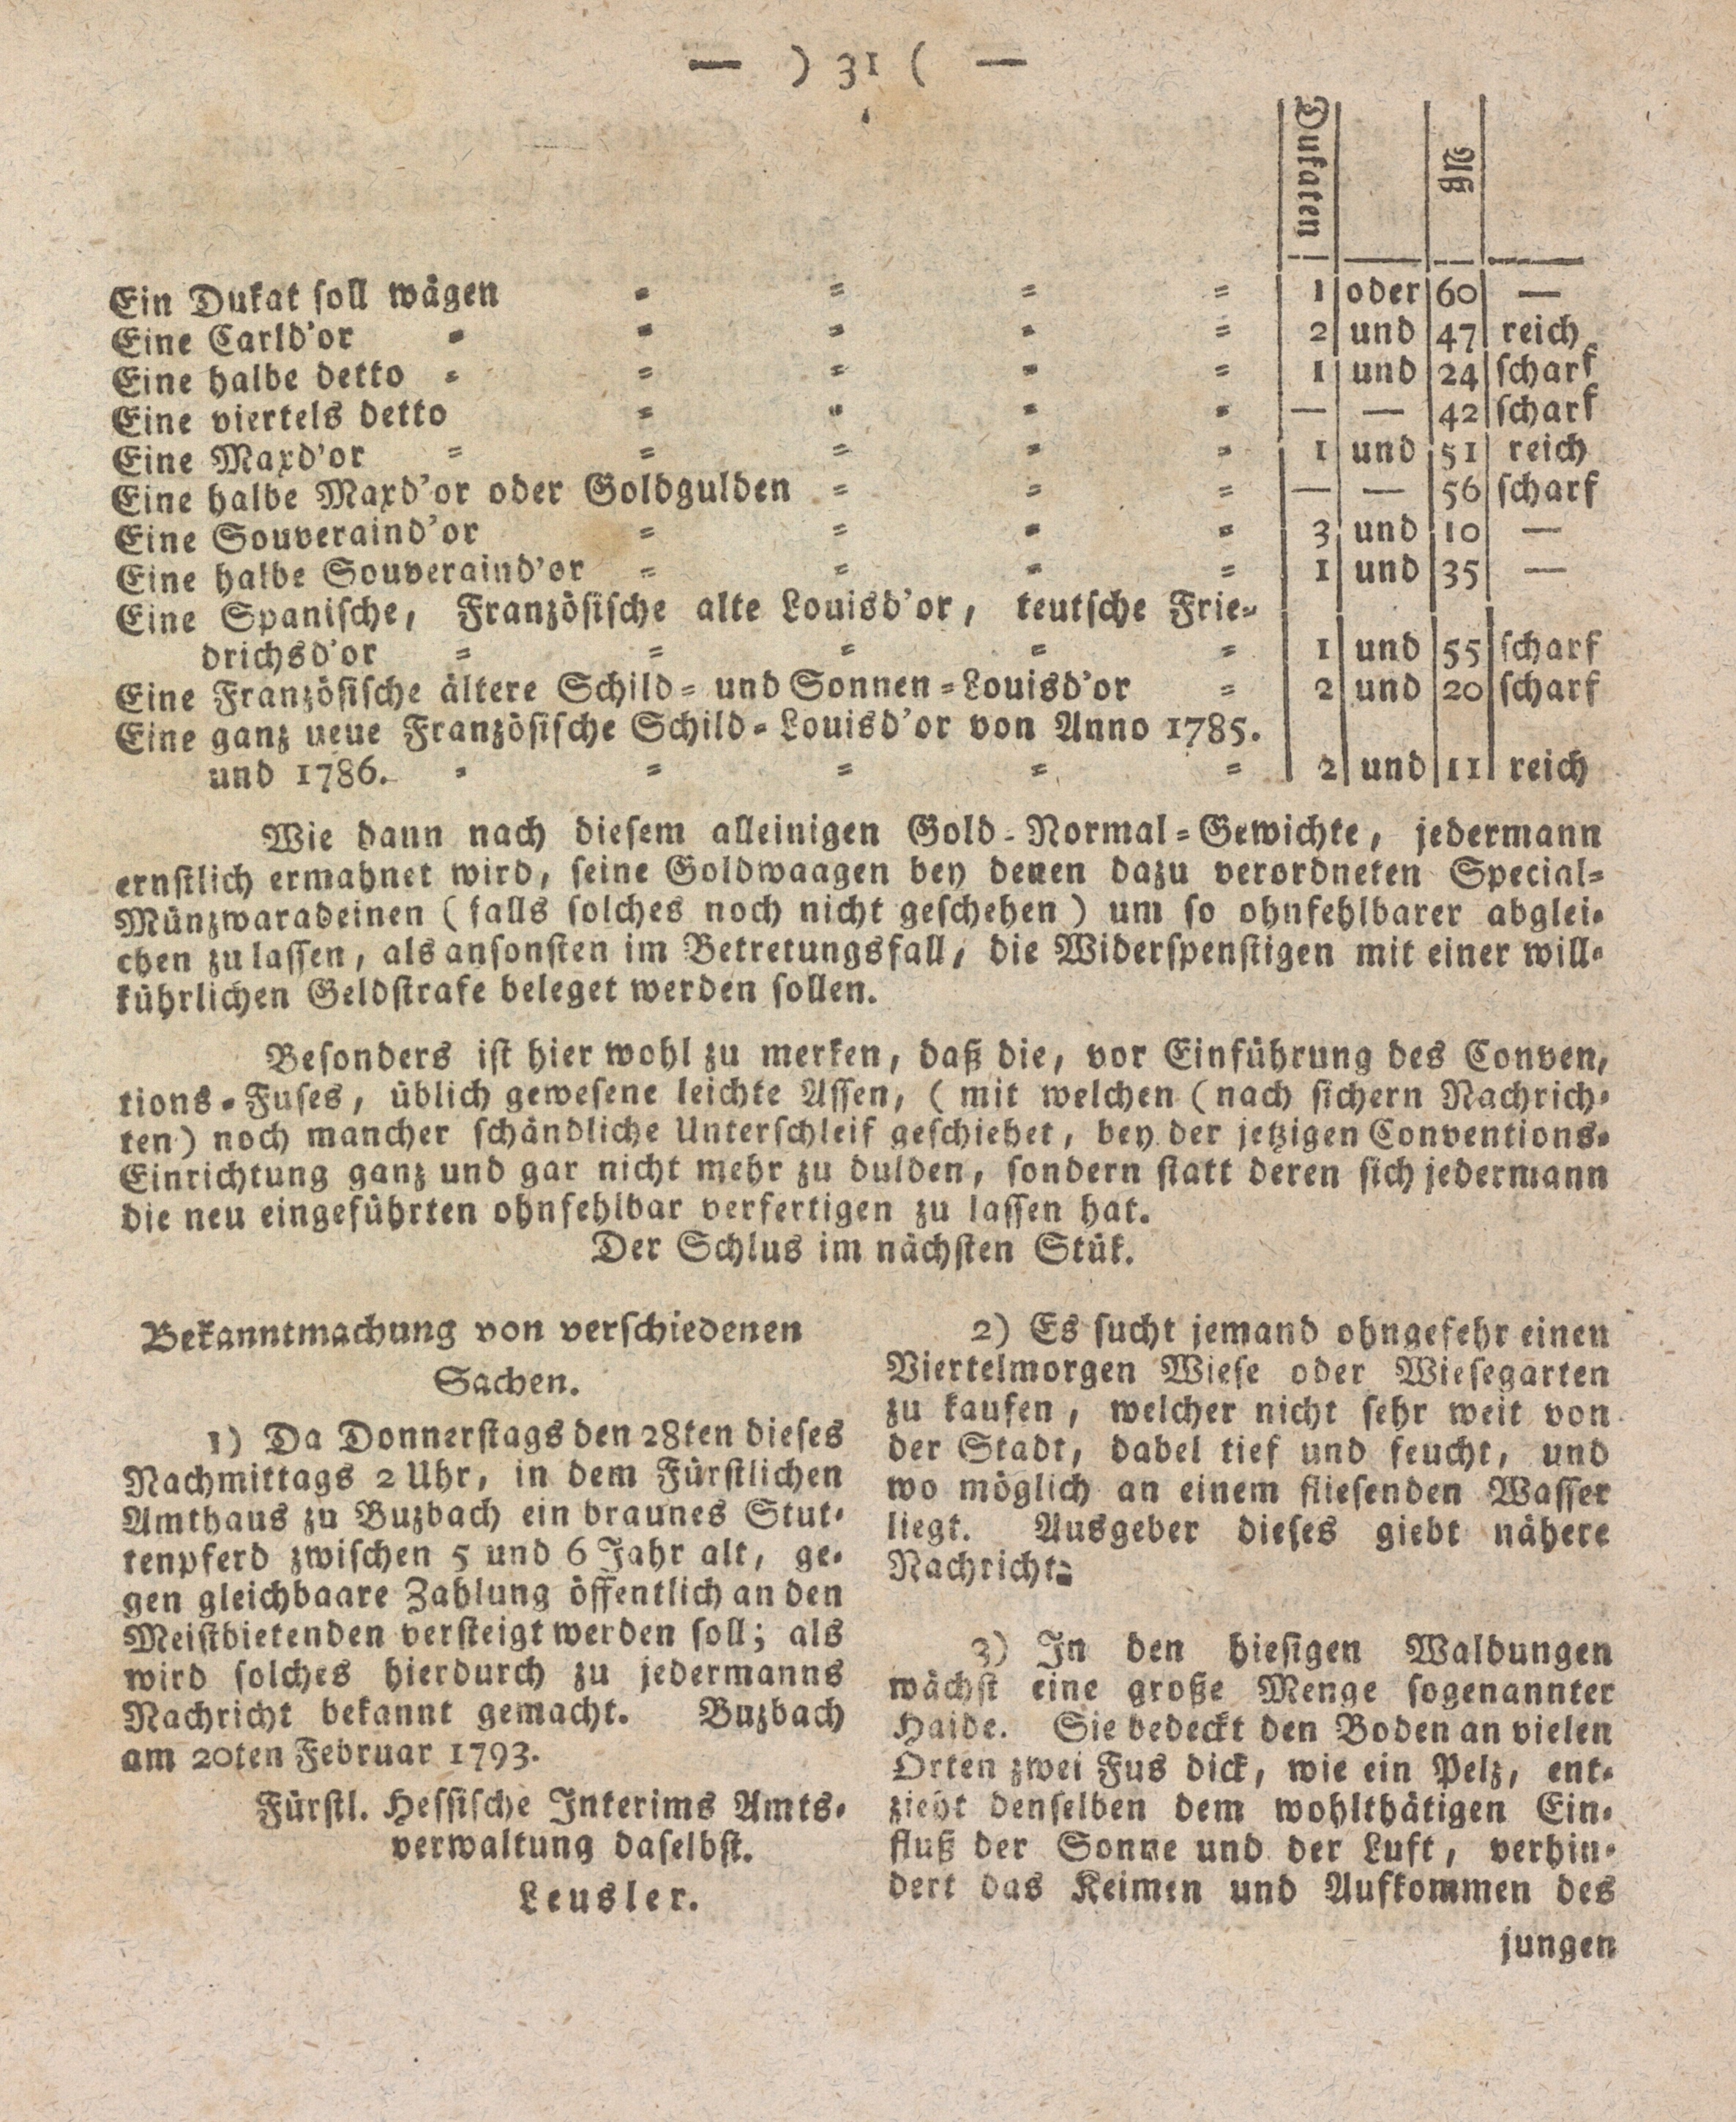 — ) 31 ( —
Dukaten | | Aß |
Ein Dukat soll wägen = = = = 1 oder 60 —
Eine Carld'or = = = = = 2 und 47 reich
Eine halbe detto = = = = = 1 und 24 scharf
Eine viertels detto = = = = — — 42 scharf
Eine Maxd'or = = = = = 1 und 51 reich
Eine halbe Maxd'or oder Goldgulden = = = — — 56 scharf
Eine Souveraind'or = = = = 3 und 10 —
Eine halbe Souveraind'or = = = = 1 und 35 —
Eine Spanische, Französische alte Louisd'or, teutsche Frie=
drichsd'or = = = = = 1 und 55 scharf
Eine Französische ältere Schild= und Sonnen=Louisd'or = 2 und 20 scharf
Eine ganz neue Französische Schild=Louisd'or von Anno 1785.
und 1786. = = = = = 2 und 11 reich
Wie dann nach diesem alleinigen Gold-Normal=Gewichte, jedermann
ernstlich ermahnet wird, seine Goldwaagen bey denen dazu verordneten Special=
Münzwaradeinen (falls solches noch nicht geschehen) um so ohnfehlbarer abglei=
chen zu lassen, als ansonsten im Betretungsfall, die Widerspenstigen mit einer will=
kührlichen Geldstrafe beleget werden sollen.
Besonders ist hier wohl zu merken, daß die, vor Einführung des Conven,
tions=Fuses, üblich gewesene leichte Assen, (mit welchen (nach sichern Nachrich=
ten) noch mancher schändliche Unterschleif geschiehet, bey der jetzigen Conventions=
Einrichtung ganz und gar nicht mehr zu dulden, sondern statt deren sich jedermann
die neu eingeführten ohnfehlbar verfertigen zu lassen hat.
Der Schlus im nächsten Stük.
Bekanntmachung von verschiedenen
Sachen.
1) Da Donnerstags den 28ten dieses
Nachmittags 2 Uhr, in dem Fürstlichen
Amthaus zu Buzbach ein braunes Stut=
tenpferd zwischen 5 und 6 Jahr alt, ge=
gen gleichbaare Zahlung öffentlich an den
Meistbietenden versteigt werden soll; als
wird solches hierdurch zu jedermanns
Nachricht bekannt gemacht. Buzbach
am 20ten Februar 1793.
Fürstl. Hessische Interims Amts=
verwaltung daselbst.
Leusler.
2) Es sucht jemand ohngefehr einen
Viertelmorgen Wiese oder Wiesegarten
zu kaufen, welcher nicht sehr weit von
der Stadt, dabel tief und feucht, und
wo möglich an einem fliesenden Wasser
liegt. Ausgeber dieses giebt nähere
Nachricht.
3) In den hiesigen Waldungen
wächst eine große Menge sogenannter
Haide. Sie bedeckt den Boden an vielen
Orten zwei Fus dick, wie ein Pelz, ent=
zieht denselben dem wohlthätigen Ein=
fluß der Sonne und der Luft, verhin=
dert das Keimen und Aufkommen des
jungen